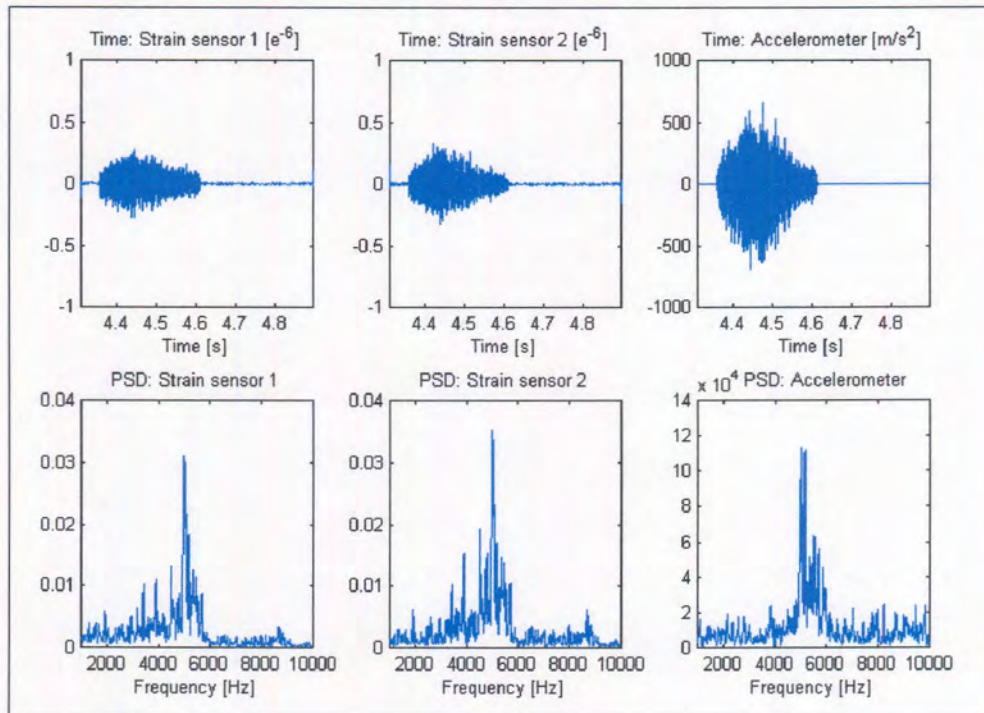 Time: Strain sensor 1 [e-6]
1
0.5
0
-0.5
-1
4.4 4.5 4.6 4.7 4.8
Time [s]
Time: Strain sensor 2 [e-6]
1
0.5
0
-0.5
-1
4.4 4.5 4.6 4.7 4.8
Time [s]
Time: Accelerometer [m/s2]
1000
500
0
-500
-1000
4.4 4.5 4.6 4.7 4.8
Time [s]
PSD: Strain sensor 1
0.04
0.03
0.02
0.01
0
2000 4000 6000 8000 10000
Frequency [Hz]
PSD: Strain sensor 2
0.04
0.03
0.02
0.01
0
2000 4000 6000 8000 10000
Frequency [Hz]
x 104 PSD: Accelerometer
14
12
10
8
6
4
2
0
2000 4000 6000 8000 10000
Frequency [Hz]